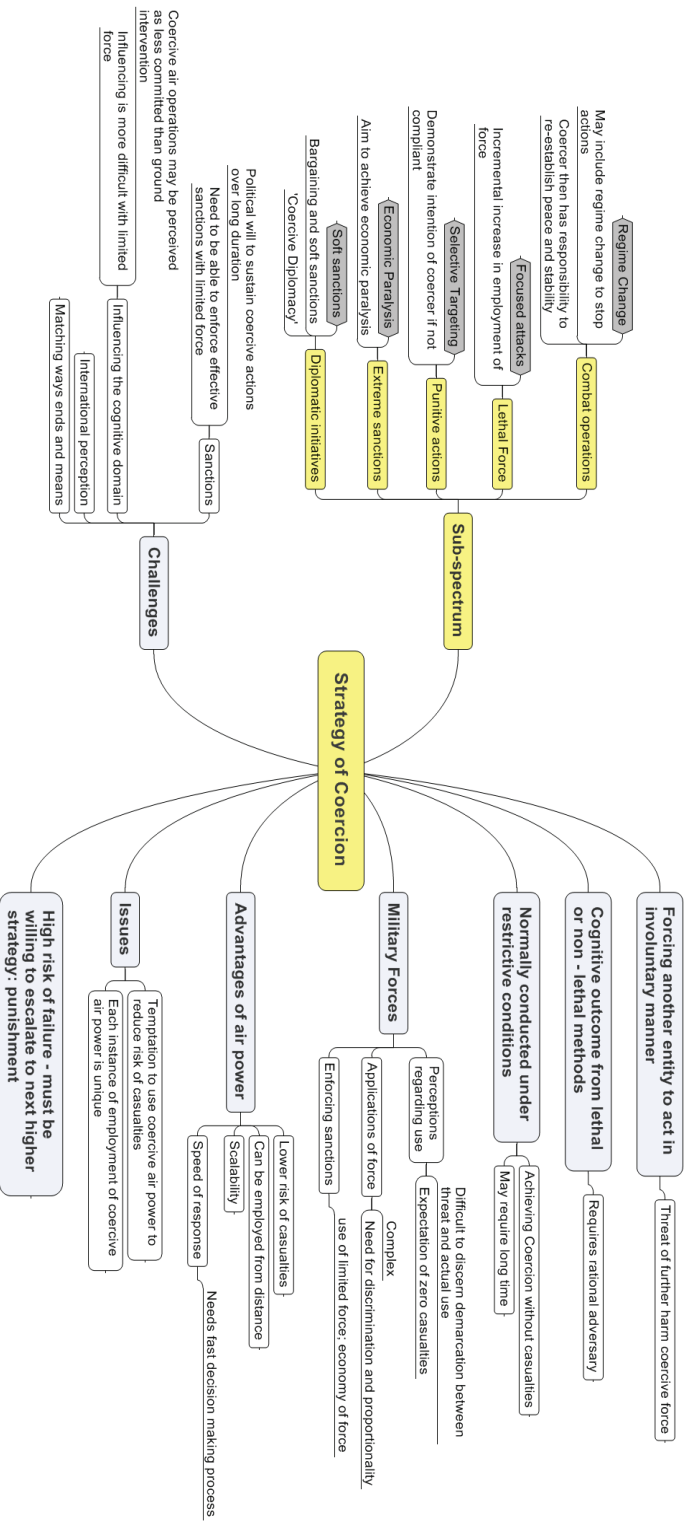 Strategy of Coercion
Forcing another entity to act in
involuntary manner
Threat of further harm coercive force
Cognitive outcome from lethal
or non - lethal methods
Requires rational adversary
Normally conducted under
restrictive conditions
Achieving Coercion without casualties
May require long time
Military Forces
Perceptions
regarding use
Difficult to discern demarcation between
threat and actual use
Expectation of zero casualties
Applications of force
Complex
Need for discrimination and proportionality
Enforcing sanctions
use of limited force; economy of force
Advantages of air power
Lower risk of casualties
Can be employed from distance
Scalability
Speed of response
Needs fast decision making process
Issues
Temptation to use coercive air power to
reduce risk of casualties
Each instance of employment of coercive
air power is unique
High risk of failure - must be
willing to escalate to next higher
strategy: punishment
Sub-spectrum
Regime Change
Combat operations
May include regime change to stop
actions
Coercer then has responsibility to
re-establish peace and stability
Focused attacks
Lethal Force
Incremental increase in employment of
force
Selective Targeting
Punitive actions
Demonstrate intention of coercer if not
compliant
Economic Paralysis
Extreme sanctions
Aim to achieve economic paralysis
Soft sanctions
Diplomatic initiatives
Bargaining and soft sanctions
'Coercive Diplomacy'
Challenges
Sanctions
Political will to sustain coercive actions
over long duration
Need to be able to enforce effective
sanctions with limited force
Influencing the cognitive domain
Coercive air operations may be perceived
as less committed than ground
intervention
Influencing is more difficult with limited
force
International perception
Matching ways ends and means